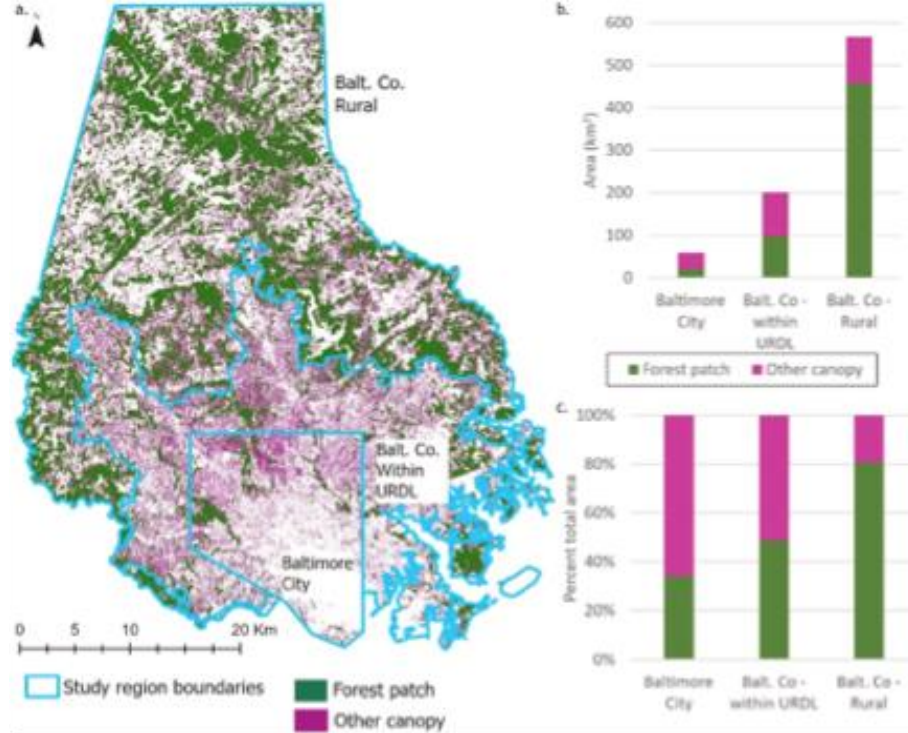 a.
Balt. Co.
Rural
Balt. Co.
Within
URDL
Baltimore
City
0 5 10 20 Km
Study region boundaries
Forest patch
Other canopy
b.
Area (km²)
600
500
400
300
200
100
0
Baltimore
City
Balt. Co -
within
URDL
Balt. Co -
Rural
Forest patch Other canopy
c.
Percent total area
100%
80%
60%
40%
20%
0%
Baltimore
City
Balt. Co -
within URDL
Balt. Co -
Rural